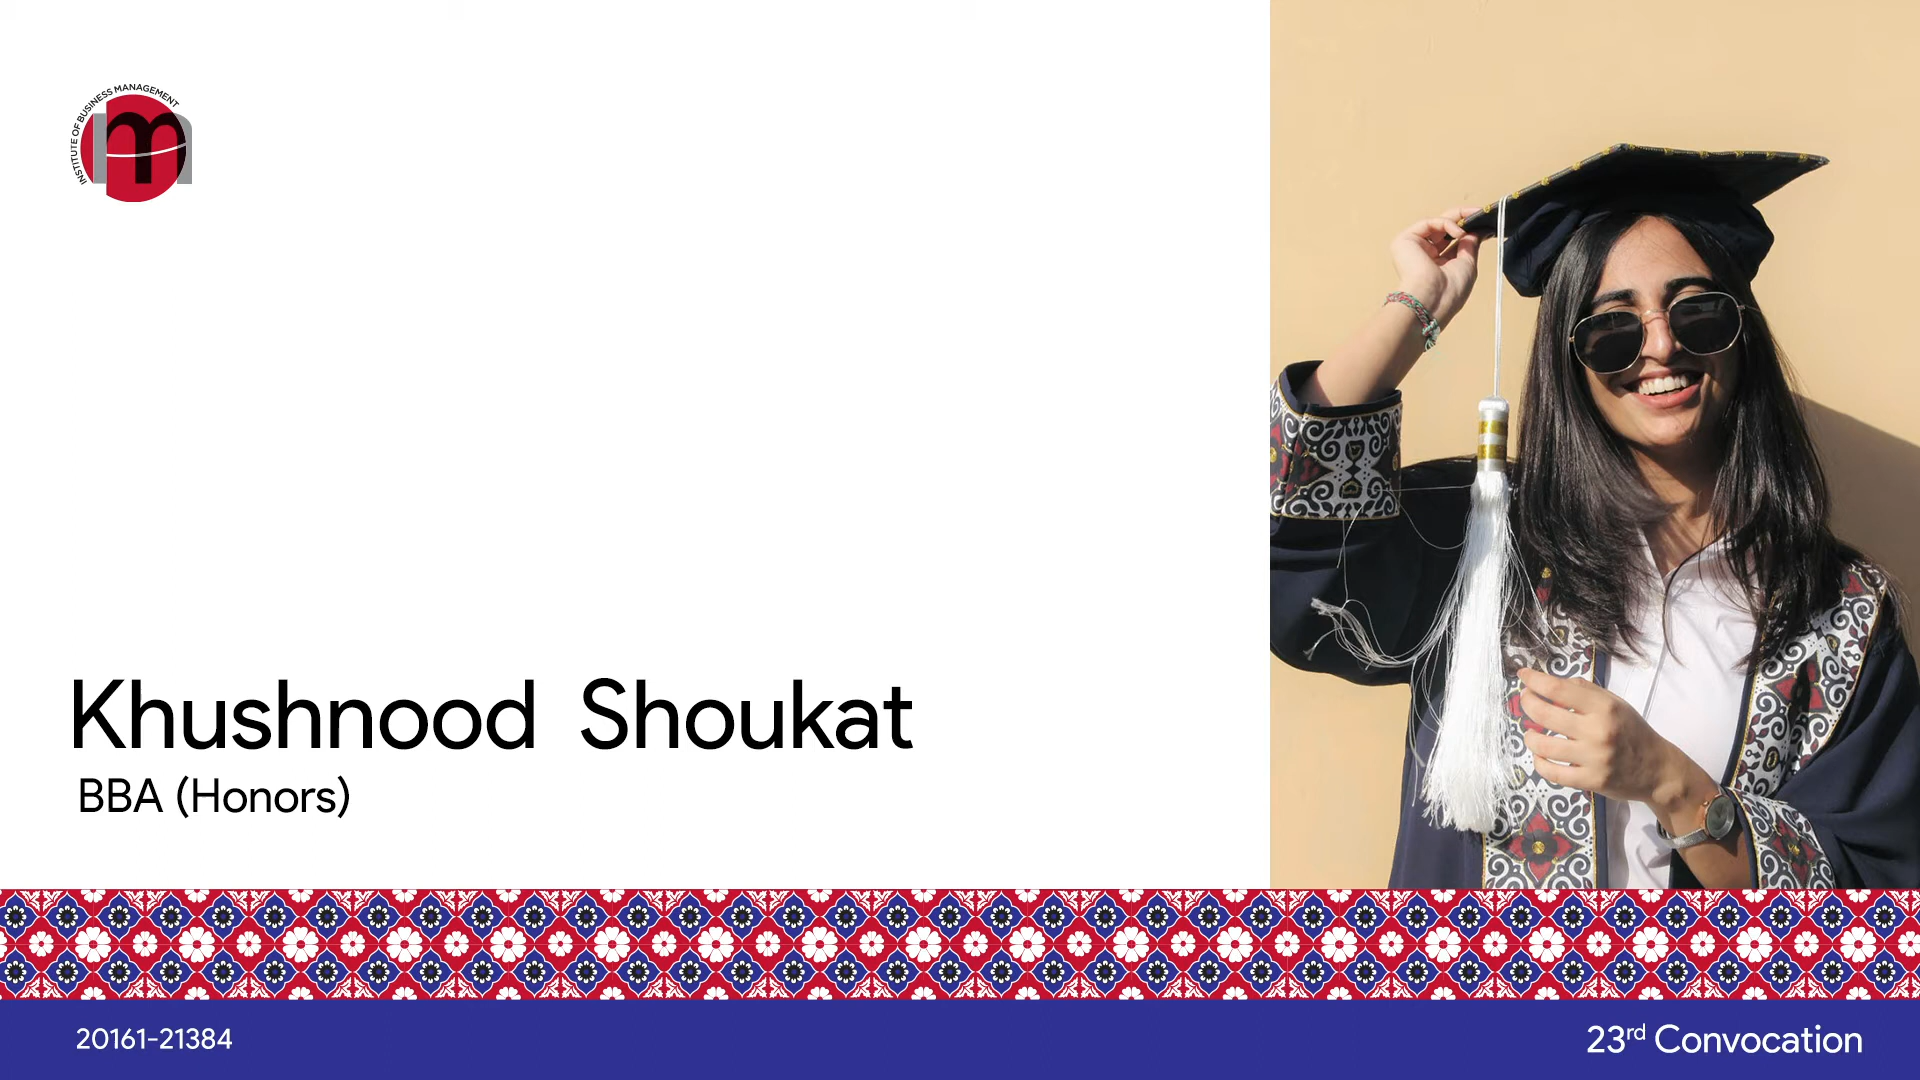 INSTITUTE OF BUSINESS MANAGEMENT
m
Khushnood Shoukat
BBA (Honors)
20161-21384
23rd Convocation